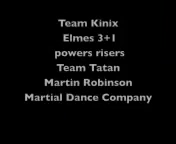 Team Kinix
Elmes 3+1
powers risers
Team Tatan
Martin Robinson
Martial Dance Company